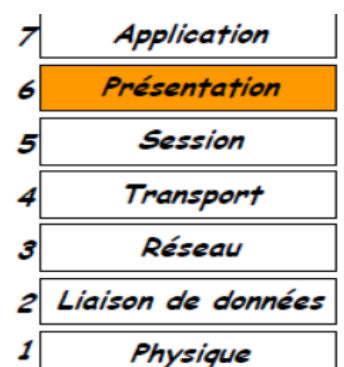 7 Application
6 Présentation
5 Session
4 Transport
3 Réseau
2 Liaison de données
1 Physique